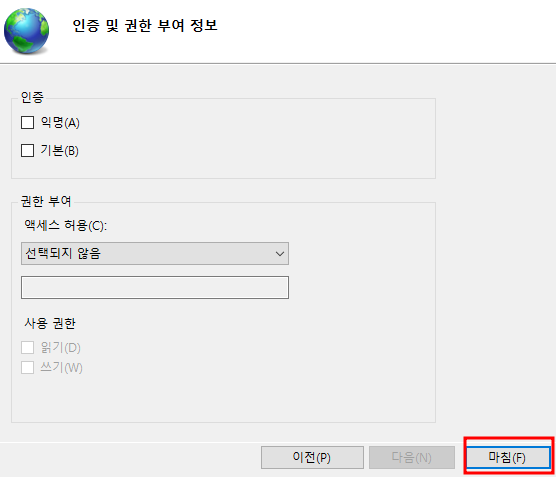 인증 및 권한 부여 정보
인증
익명(A)
기본(B)
권한 부여
액세스 허용(C):
선택되지 않음
사용 권한
읽기(D)
쓰기(W)
이전(P)
다음(N)
마침(F)